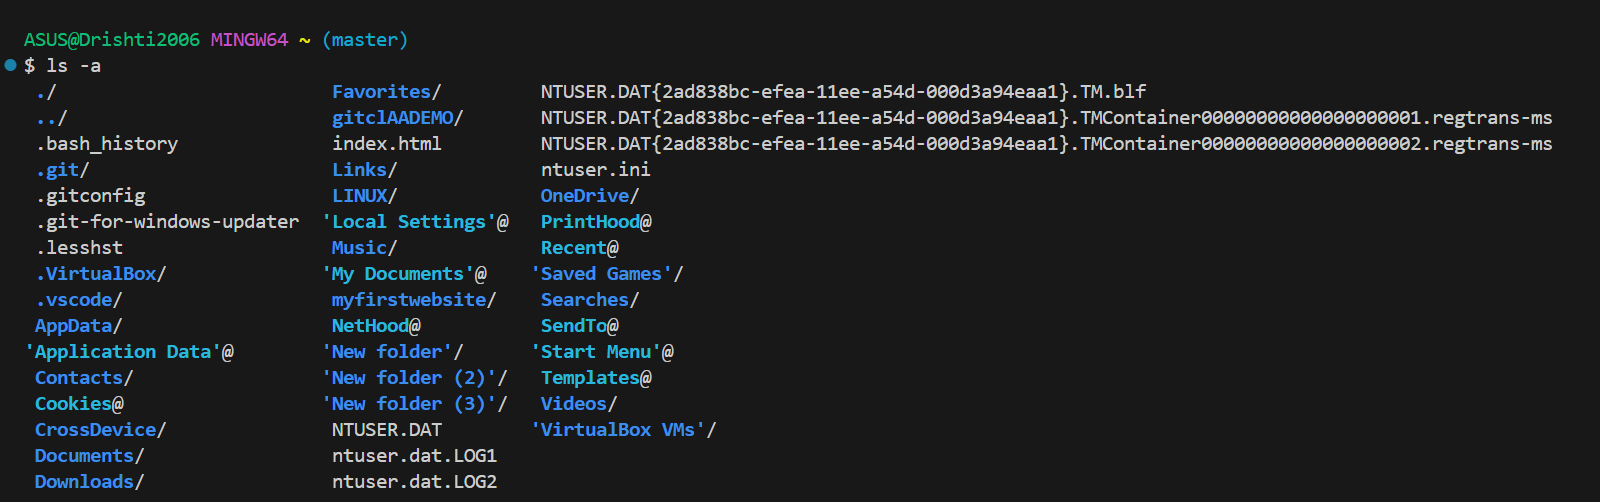 ASUS@Drishti2006 MINGW64 ~ (master)
$ ls -a
./ Favorites/ NTUSER.DAT{2ad838bc-efea-11ee-a54d-000d3a94eaa1}.TM.blf
../ gitclAADEMO/ NTUSER.DAT{2ad838bc-efea-11ee-a54d-000d3a94eaa1}.TMContainer00000000000000000001.regtrans-ms
.bash_history index.html NTUSER.DAT{2ad838bc-efea-11ee-a54d-000d3a94eaa1}.TMContainer00000000000000000002.regtrans-ms
.git/ Links/ ntuser.ini
.gitconfig LINUX/ OneDrive/
.git-for-windows-updater 'Local Settings'@ PrintHood@
.lesshst Music/ Recent@
.VirtualBox/ 'My Documents'@ 'Saved Games'/
.vscode/ myfirstwebsite/ Searches/
AppData/ NetHood@ SendTo@
'Application Data'@ 'New folder'/ 'Start Menu'@
Contacts/ 'New folder (2)'/ Templates@
Cookies@ 'New folder (3)'/ Videos/
CrossDevice/ NTUSER.DAT 'VirtualBox VMs'/
Documents/ ntuser.dat.LOG1
Downloads/ ntuser.dat.LOG2